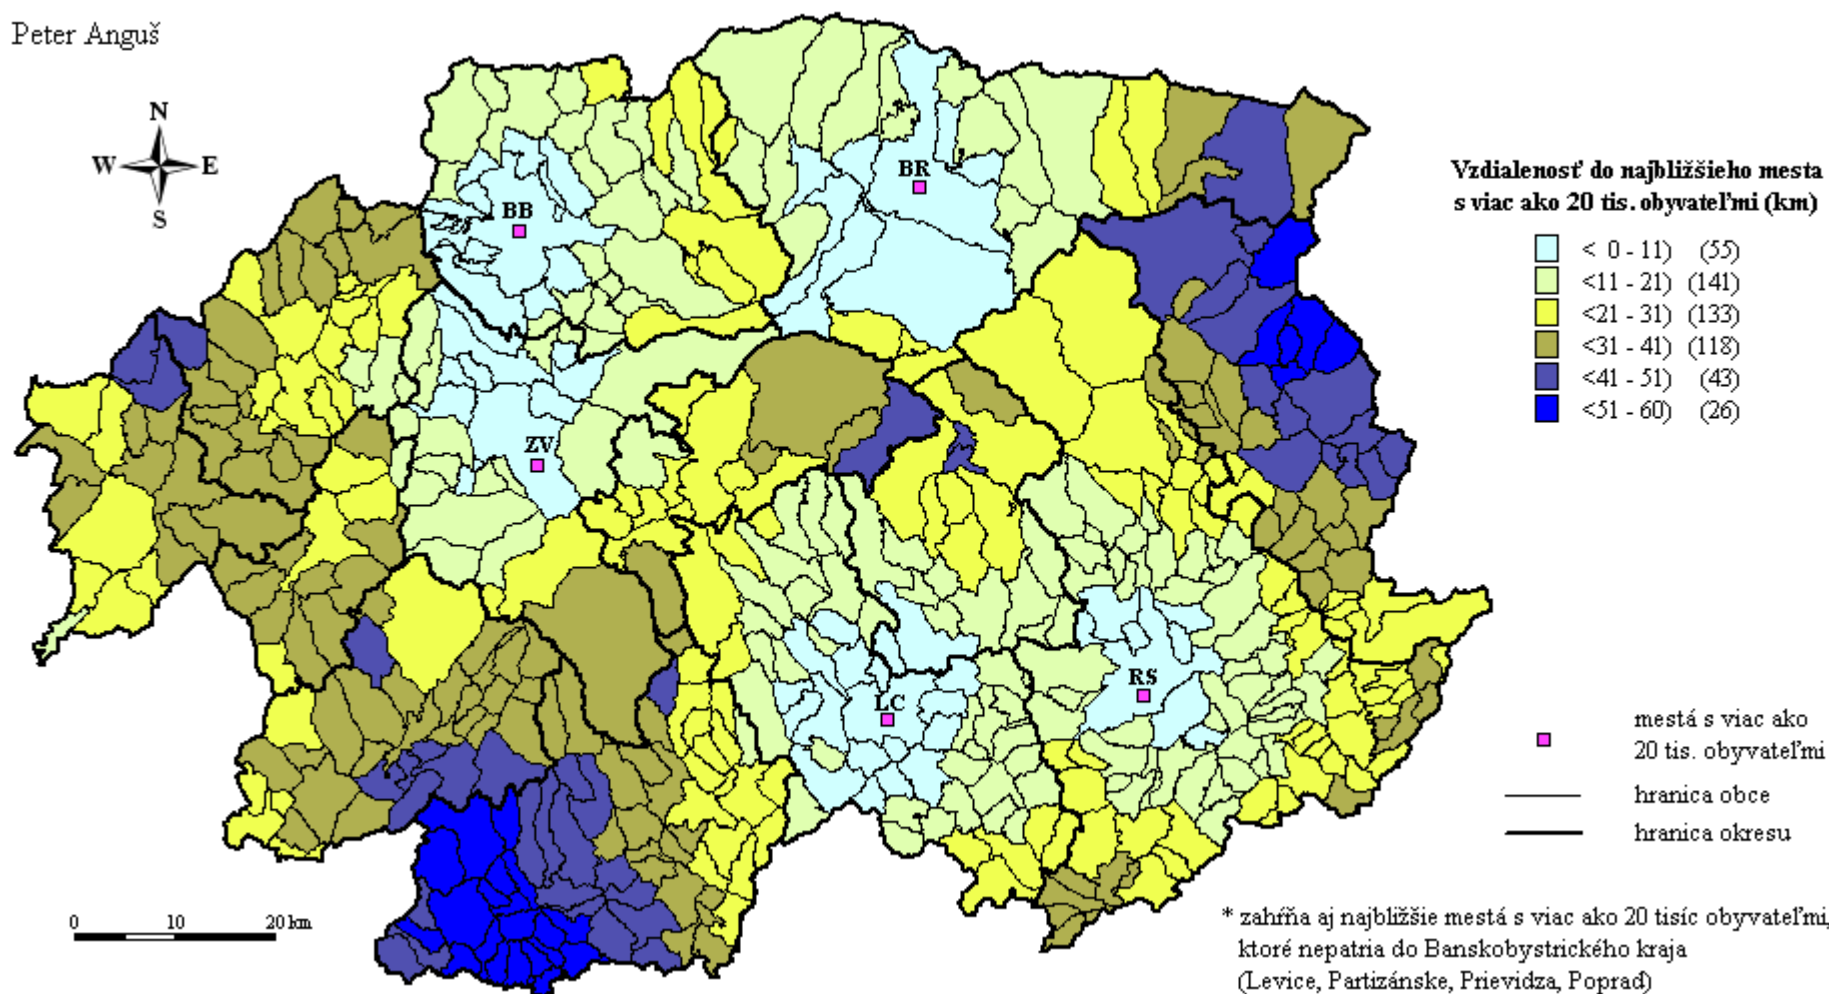 Peter Anguš
N
W E
S
BB
BR
ZV
LC
RS
Vzdialenosť do najbližšieho mesta
s viac ako 20 tis. obyvateľmi (km)
< 0 - 11) (55)
<11 - 21) (141)
<21 - 31) (133)
<31 - 41) (118)
<41 - 51) (43)
<51 - 60) (26)
mestá s viac ako
20 tis. obyvateľmi
hranica obce
hranica okresu
0 10 20 km
* zahŕňa aj najbližšie mestá s viac ako 20 tisíc obyvateľmi,
ktoré nepatria do Banskobystrického kraja
(Levice, Partizánske, Prievidza, Poprad)